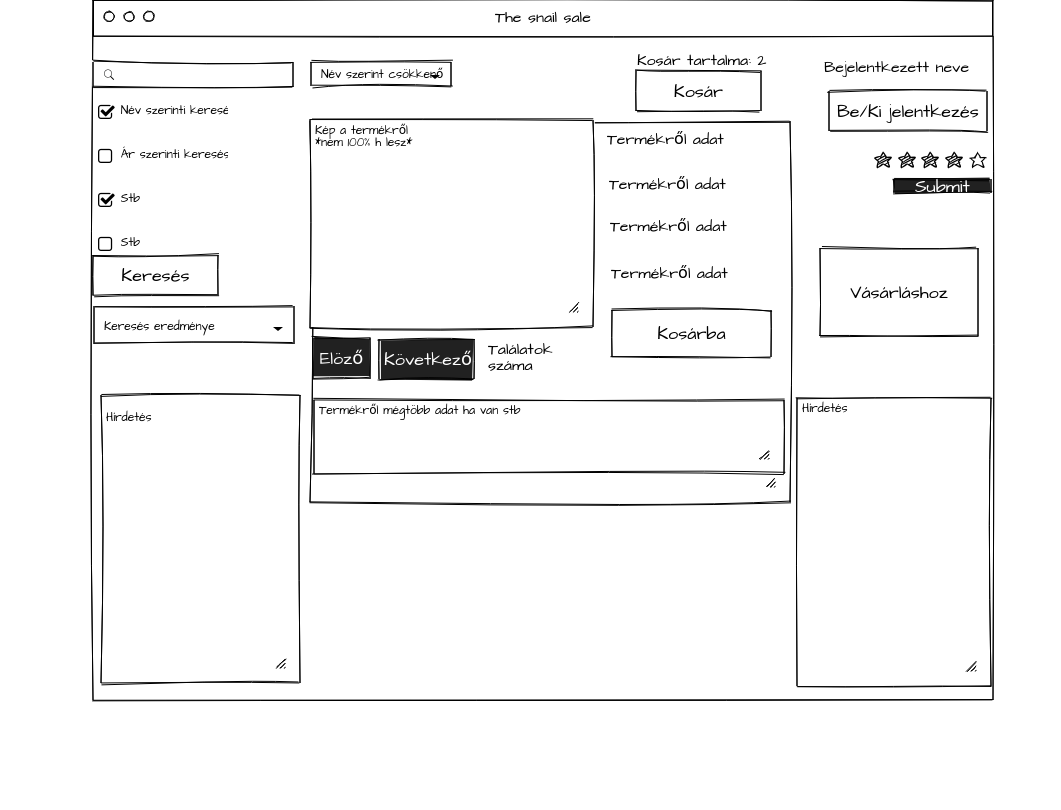 The snail sale
Név szerint csökkenő
Kosár tartalma: 2
Kosár
Bejelentkezett neve
Be/Ki jelentkezés
Submit
Név szerinti keresé
Ár szerinti keresés
Stb
Stb
Keresés
Keresés eredménye
Kép a termékről
*nem 100% h lesz*
Termékről adat
Termékről adat
Termékről adat
Termékről adat
Kosárba
Vásárláshoz
Elöző
Következő
Találatok
száma
Termékről mégtöbb adat ha van stb
Hirdetés
Hirdetés